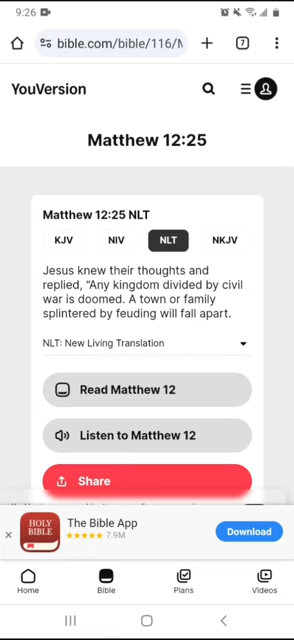 9:26
bible.com/bible/116/M
7
YouVersion
Matthew 12:25
Matthew 12:25 NLT
KJV
NIV
NLT
NKJV
Jesus knew their thoughts and
replied, “Any kingdom divided by civil
war is doomed. A town or family
splintered by feuding will fall apart.
NLT: New Living Translation
Read Matthew 12
Listen to Matthew 12
Share
HOLY
BIBLE
The Bible App
7.9M
Download
Home
Bible
Plans
Videos